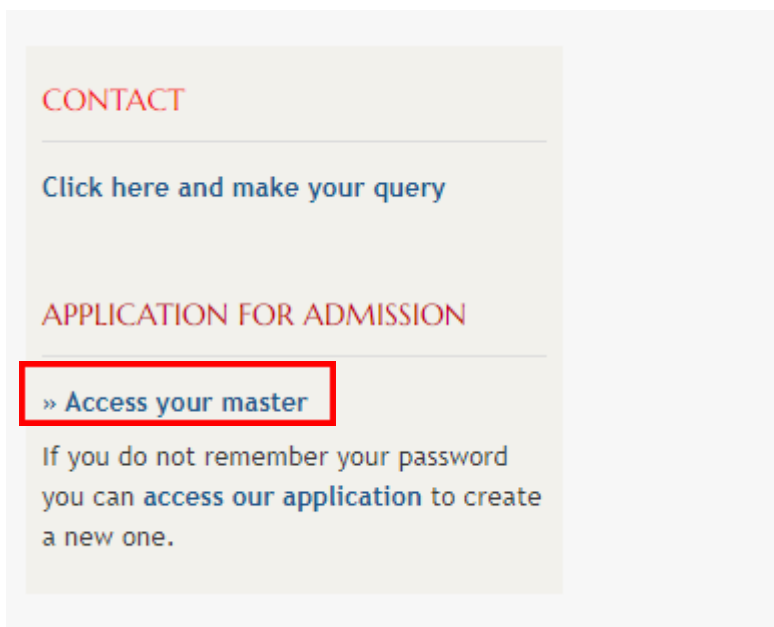 CONTACT
Click here and make your query
APPLICATION FOR ADMISSION
» Access your master
If you do not remember your password
you can access our application to create
a new one.